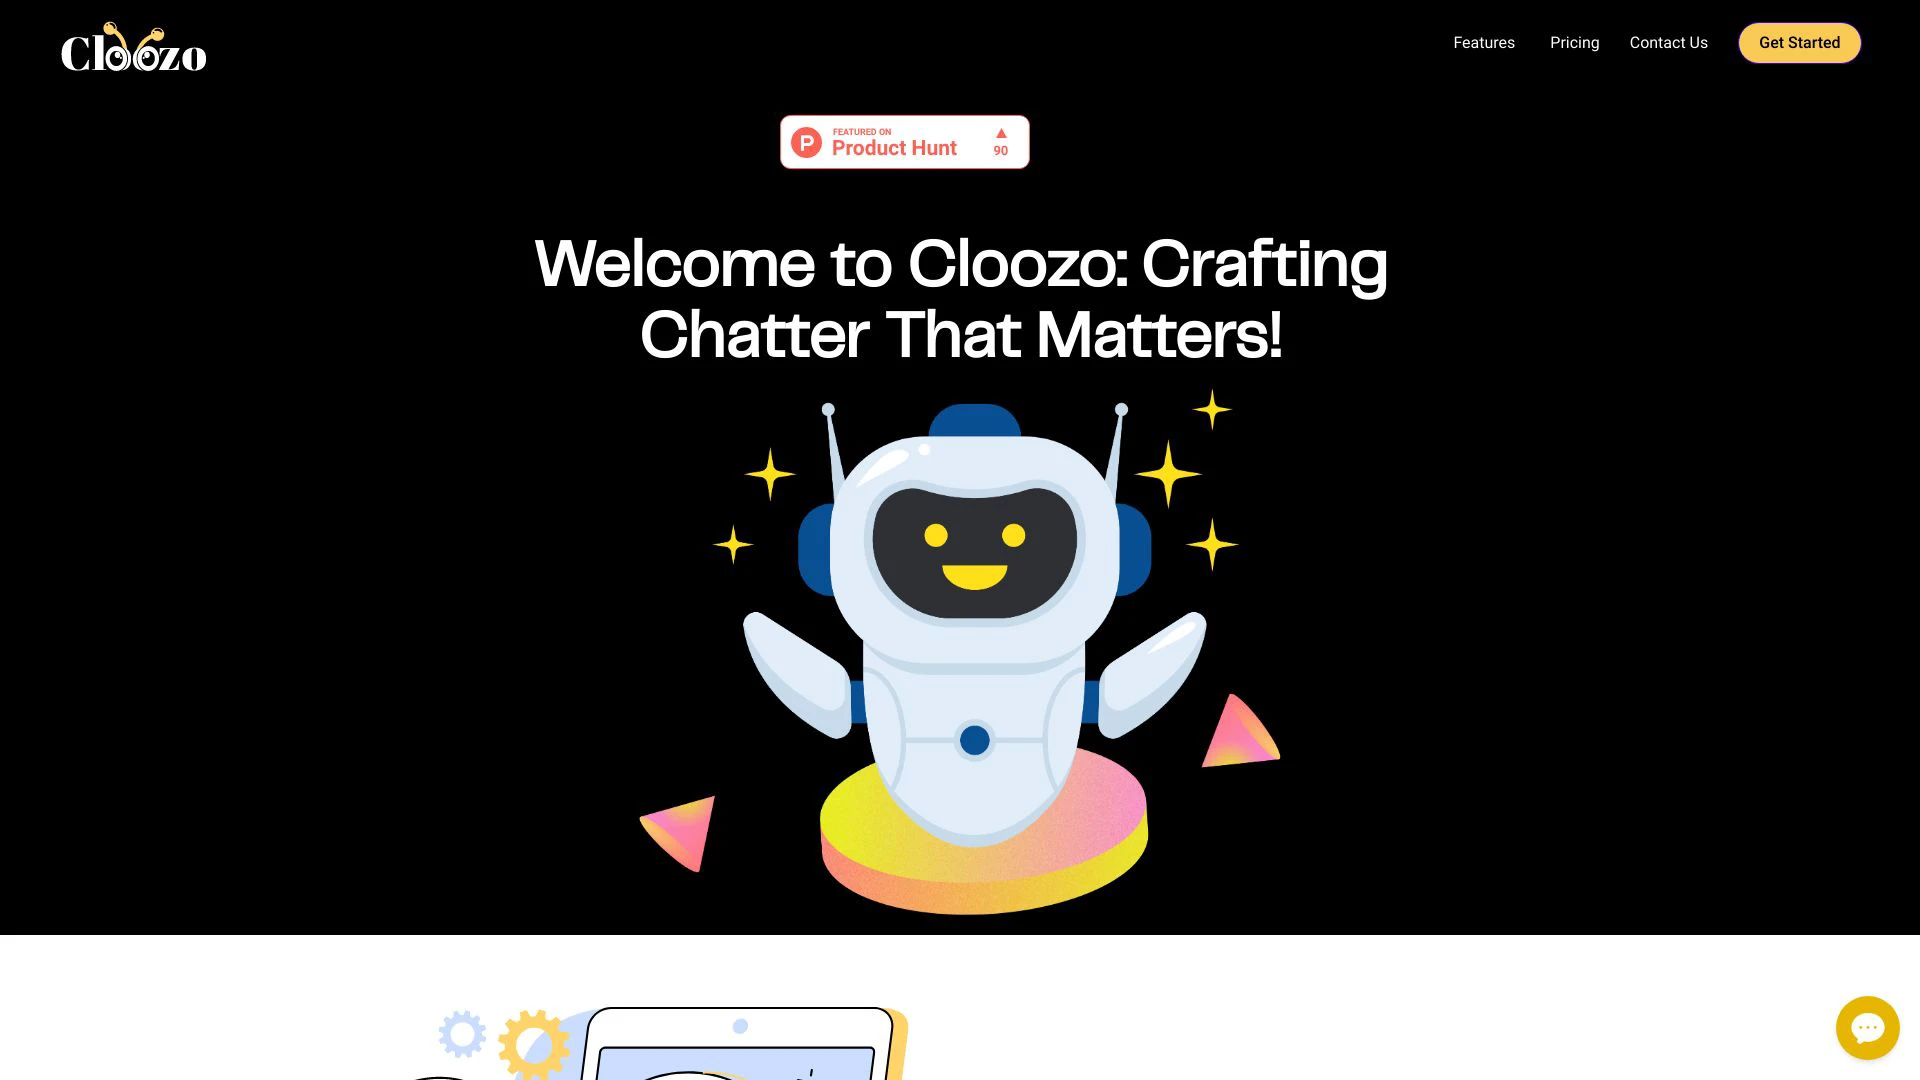 Cloozo
Features
Pricing
Contact Us
Get Started
P
FEATURED ON
Product Hunt
90
Welcome to Cloozo: Crafting
Chatter That Matters!